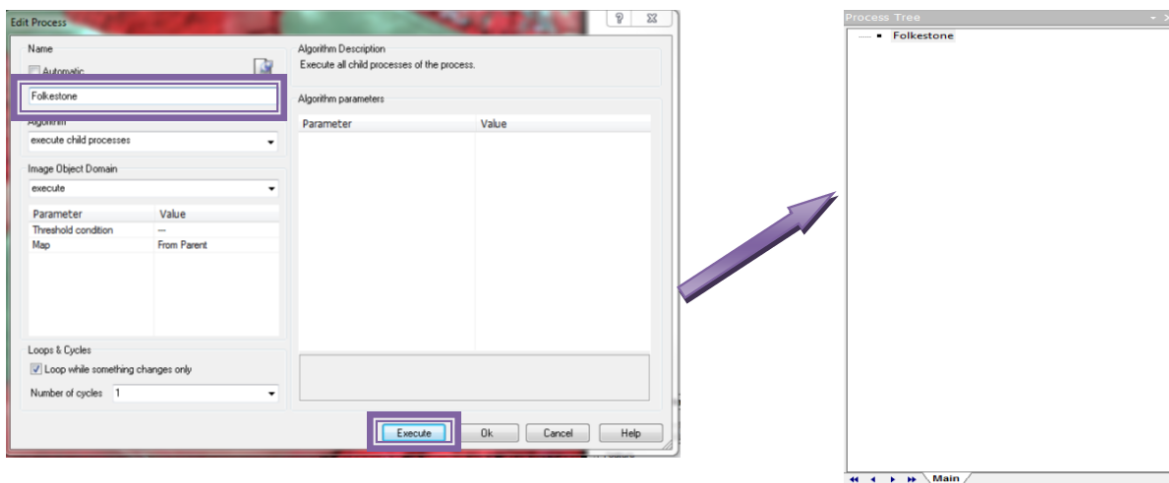 Edit Process
Name
Automatic
Folkestone
Algorithm
execute child processes
Image Object Domain
execute
Parameter Value
Threshold condition —
Map From Parent
Loops & Cycles
Loop while something changes only
Number of cycles 1
Algorithm Description
Execute all child processes of the process.
Algorithm parameters
Parameter Value
Execute Ok Cancel Help
Process Tree
Folkestone
Main